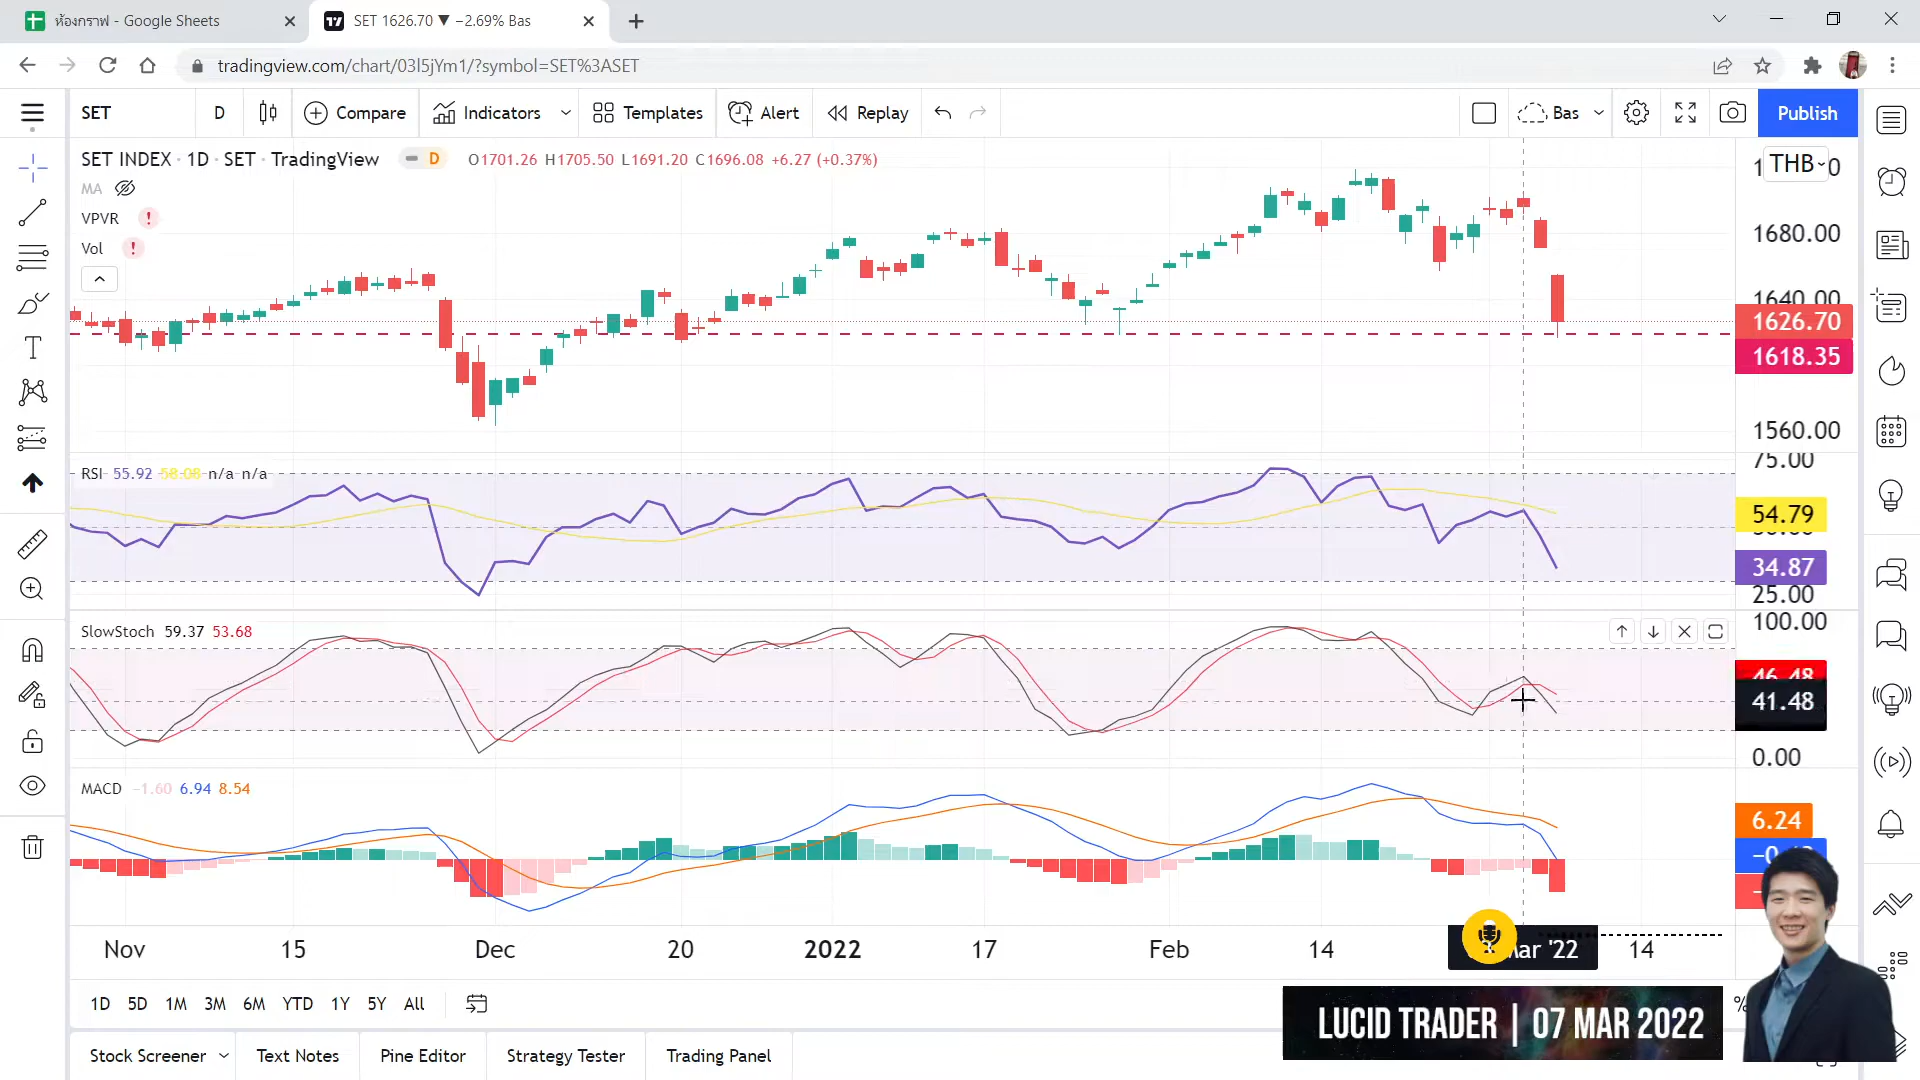 ห้องกราฟ - Google Sheets
SET 1626.70 ▼ −2.69% Bas
tradingview.com/chart/03l5jYm1/?symbol=SET%3ASET
SET D Compare Indicators Templates Alert Replay Bas Publish
SET INDEX · 1D · SET · TradingView D O1701.26 H1705.50 L1691.20 C1696.08 +6.27 (+0.37%)
THB
MA
VPVR !
Vol !
1680.00
1640.00
1626.70
1618.35
1560.00
RSI 55.92 58.08 n/a n/a
75.00
54.79
34.87
25.00
SlowStoch 59.37 53.68
100.00
46.48
41.48
0.00
MACD −1.60 6.94 8.54
6.24
Nov 15 Dec 20 2022 17 Feb 14 Mar '22 14
1D 5D 1M 3M 6M YTD 1Y 5Y All %
LUCID TRADER | 07 MAR 2022
Stock Screener Text Notes Pine Editor Strategy Tester Trading Panel